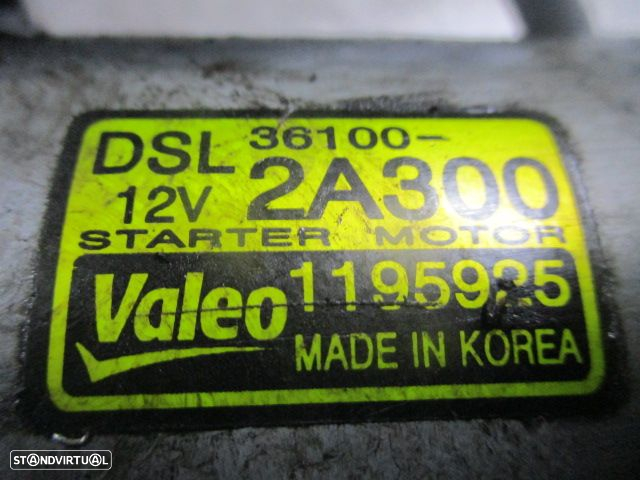 DSL 36100-
12V 2A300
STARTER MOTOR
Valeo 1195925
MADE IN KOREA
STANDVIRTUAL